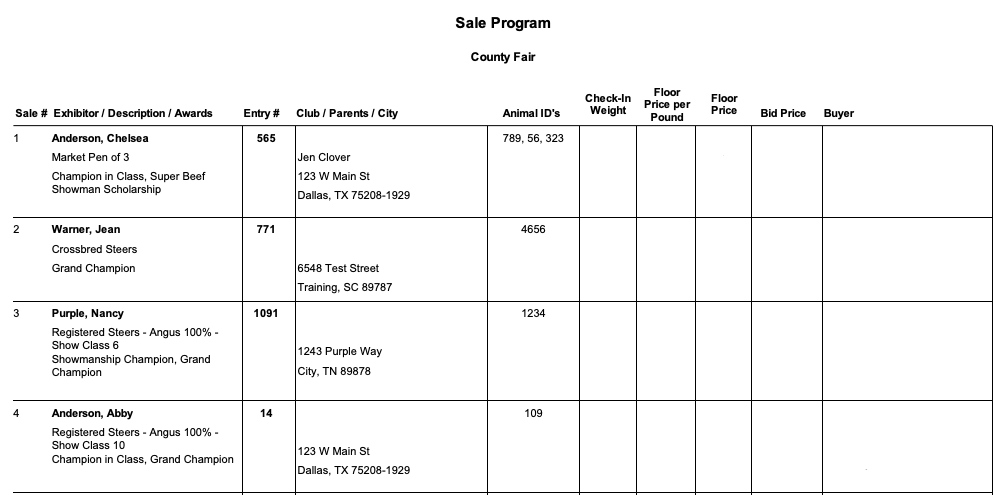 Sale Program
County Fair
Sale # Exhibitor / Description / Awards Entry # Club / Parents / City Animal ID's Check-In Weight Floor Price per Pound Floor Price Bid Price Buyer
1 Anderson, Chelsea 565 789, 56, 323
Market Pen of 3 Jen Clover
Champion in Class, Super Beef 123 W Main St
Showman Scholarship
Dallas, TX 75208-1929
2 Warner, Jean 771 4656
Crossbred Steers
Grand Champion 6548 Test Street
Training, SC 89787
3 Purple, Nancy 1091 1234
Registered Steers - Angus 100% -
Show Class 6
1243 Purple Way
Showmanship Champion, Grand
Champion
City, TN 89878
4 Anderson, Abby 14 109
Registered Steers - Angus 100% -
Show Class 10
123 W Main St
Champion in Class, Grand Champion
Dallas, TX 75208-1929